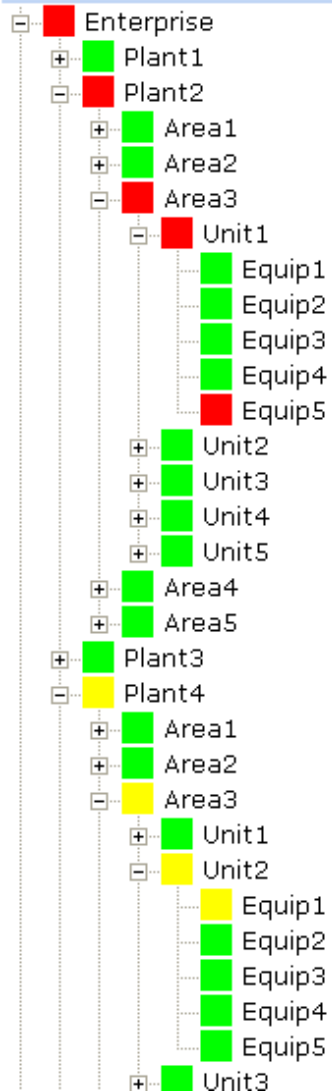 Enterprise
Plant1
Plant2
Area1
Area2
Area3
Unit1
Equip1
Equip2
Equip3
Equip4
Equip5
Unit2
Unit3
Unit4
Unit5
Area4
Area5
Plant3
Plant4
Area1
Area2
Area3
Unit1
Unit2
Equip1
Equip2
Equip3
Equip4
Equip5
Unit3